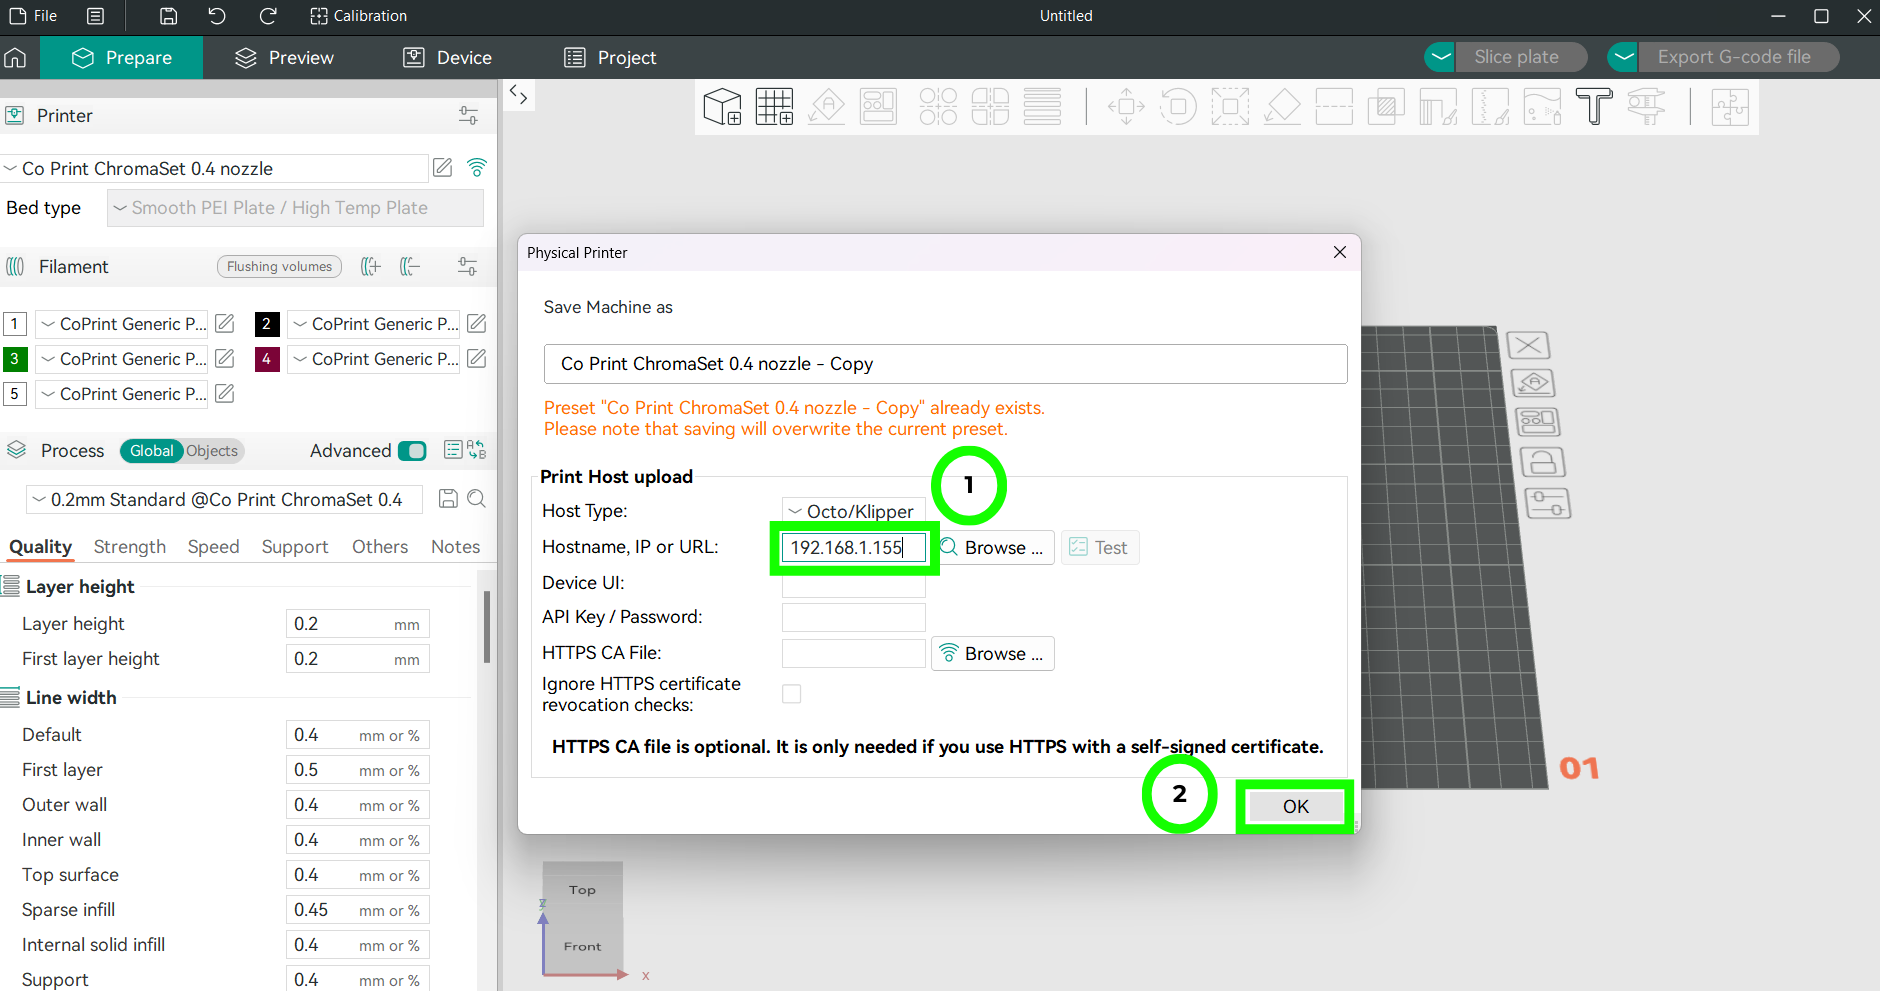 File
Calibration
Untitled
Prepare
Preview
Device
Project
Slice plate
Export G-code file
Printer
Co Print ChromaSet 0.4 nozzle
Bed type
Smooth PEI Plate / High Temp Plate
Filament
Flushing volumes
1 CoPrint Generic P...
2 CoPrint Generic P...
3 CoPrint Generic P...
4 CoPrint Generic P...
5 CoPrint Generic P...
Process
Global
Objects
Advanced
0.2mm Standard @Co Print ChromaSet 0.4
Quality
Strength
Speed
Support
Others
Notes
Layer height
Layer height 0.2 mm
First layer height 0.2 mm
Line width
Default 0.4 mm or %
First layer 0.5 mm or %
Outer wall 0.4 mm or %
Inner wall 0.4 mm or %
Top surface 0.4 mm or %
Sparse infill 0.45 mm or %
Internal solid infill 0.4 mm or %
Support 0.4 mm or %
Physical Printer
Save Machine as
Co Print ChromaSet 0.4 nozzle - Copy
Preset "Co Print ChromaSet 0.4 nozzle - Copy" already exists.
Please note that saving will overwrite the current preset.
Print Host upload
1
Host Type: Octo/Klipper
Hostname, IP or URL: 192.168.1.155 Browse ... Test
Device UI:
API Key / Password:
HTTPS CA File: Browse ...
Ignore HTTPS certificate
revocation checks:
HTTPS CA file is optional. It is only needed if you use HTTPS with a self-signed certificate.
2
OK
01
Top
Front
z
x